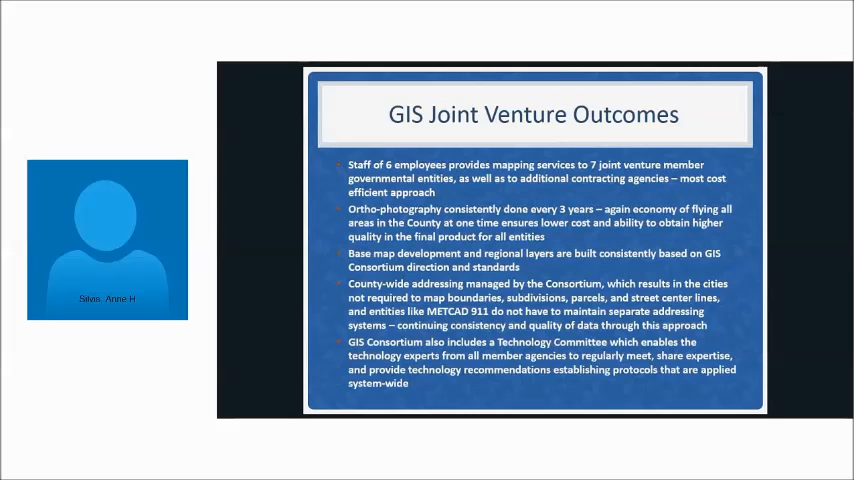 GIS Joint Venture Outcomes
Staff of 6 employees provides mapping services to 7 joint venture member
governmental entities, as well as to additional contracting agencies – most cost
efficient approach
Ortho-photography consistently done every 3 years – again economy of flying all
areas in the County at one time ensures lower cost and ability to obtain higher
quality in the final product for all entities
Base map development and regional layers are built consistently based on GIS
Consortium direction and standards
County-wide addressing managed by the Consortium, which results in the cities
not required to map boundaries, subdivisions, parcels, and street center lines,
and entities like METCAD 911 do not have to maintain separate addressing
systems – continuing consistency and quality of data through this approach
GIS Consortium also includes a Technology Committee which enables the
technology experts from all member agencies to regularly meet, share expertise,
and provide technology recommendations establishing protocols that are applied
system-wide
Silvis, Anne H